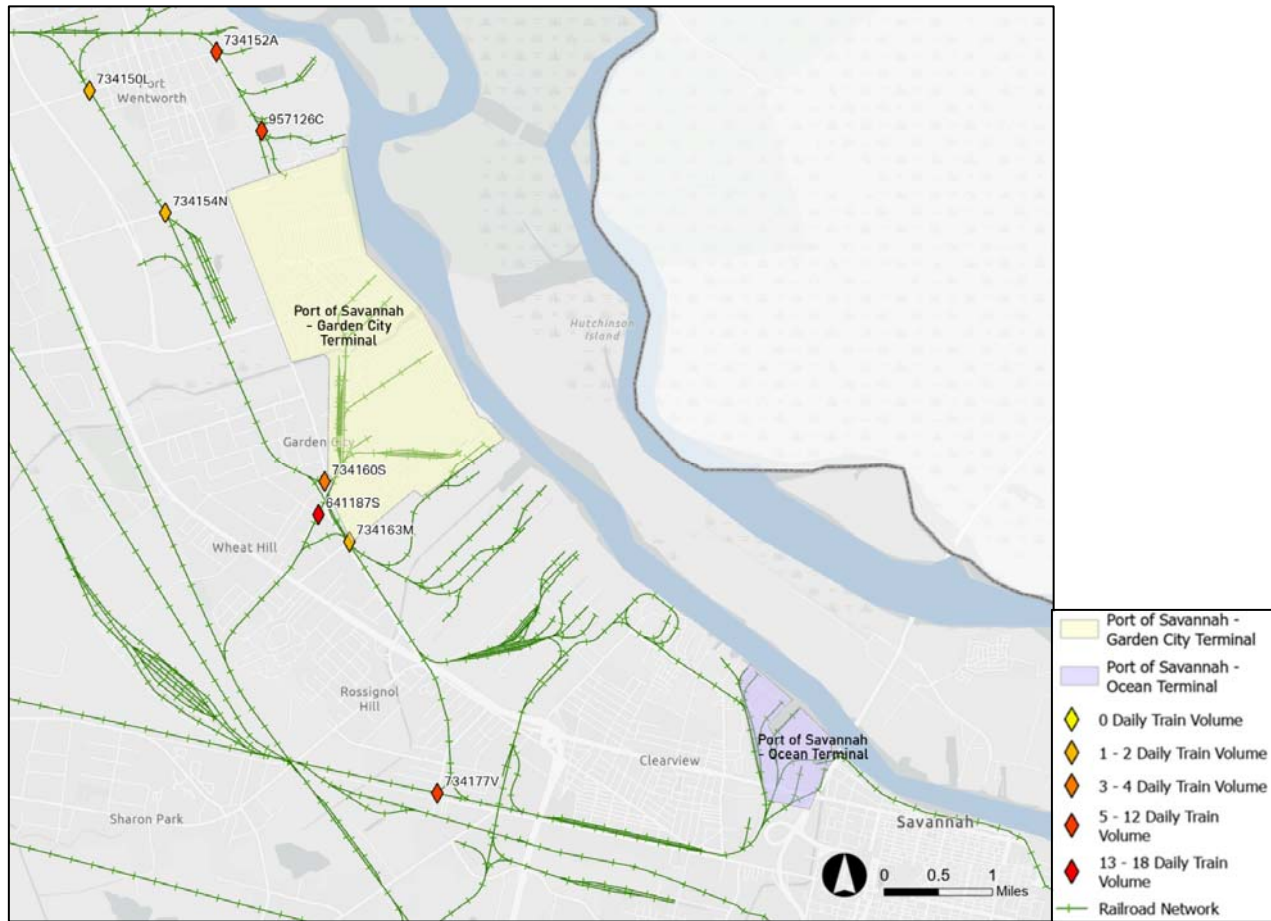 734152A
734150L
Port
Wentworth
957126C
734154N
Port of Savannah
- Garden City
Terminal
Hutchinson
Island
Garden City
734160S
641187S
Wheat Hill
734163M
Rossignol
Hill
Port of Savannah
- Ocean Terminal
Clearview
734177V
Sharon Park
Savannah
0 0.5 1
Miles
Port of Savannah -
Garden City Terminal
Port of Savannah -
Ocean Terminal
0 Daily Train Volume
1 - 2 Daily Train Volume
3 - 4 Daily Train Volume
5 - 12 Daily Train
Volume
13 - 18 Daily Train
Volume
Railroad Network